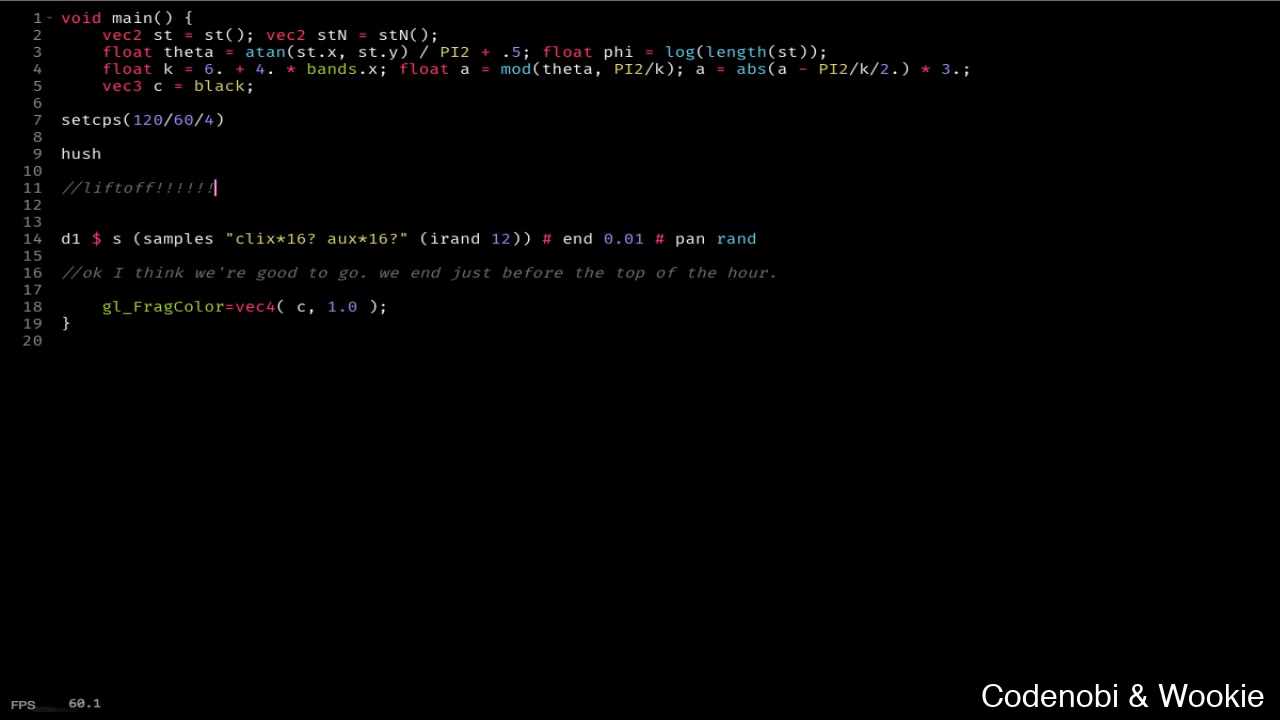 1 void main() {
2 vec2 st = st(); vec2 stN = stN();
3 float theta = atan(st.x, st.y) / PI2 + .5; float phi = log(length(st));
4 float k = 6. + 4. * bands.x; float a = mod(theta, PI2/k); a = abs(a - PI2/k/2.) * 3.;
5 vec3 c = black;
6
7 setcps(120/60/4)
8
9 hush
10
11 //liftoff!!!!!!
12
13
14 d1 $ s (samples "clix*16? aux*16?" (irand 12)) # end 0.01 # pan rand
15
16 //ok I think we're good to go. we end just before the top of the hour.
17
18 gl_FragColor=vec4( c, 1.0 );
19 }
20
FPS 60.1
Codenobi & Wookie